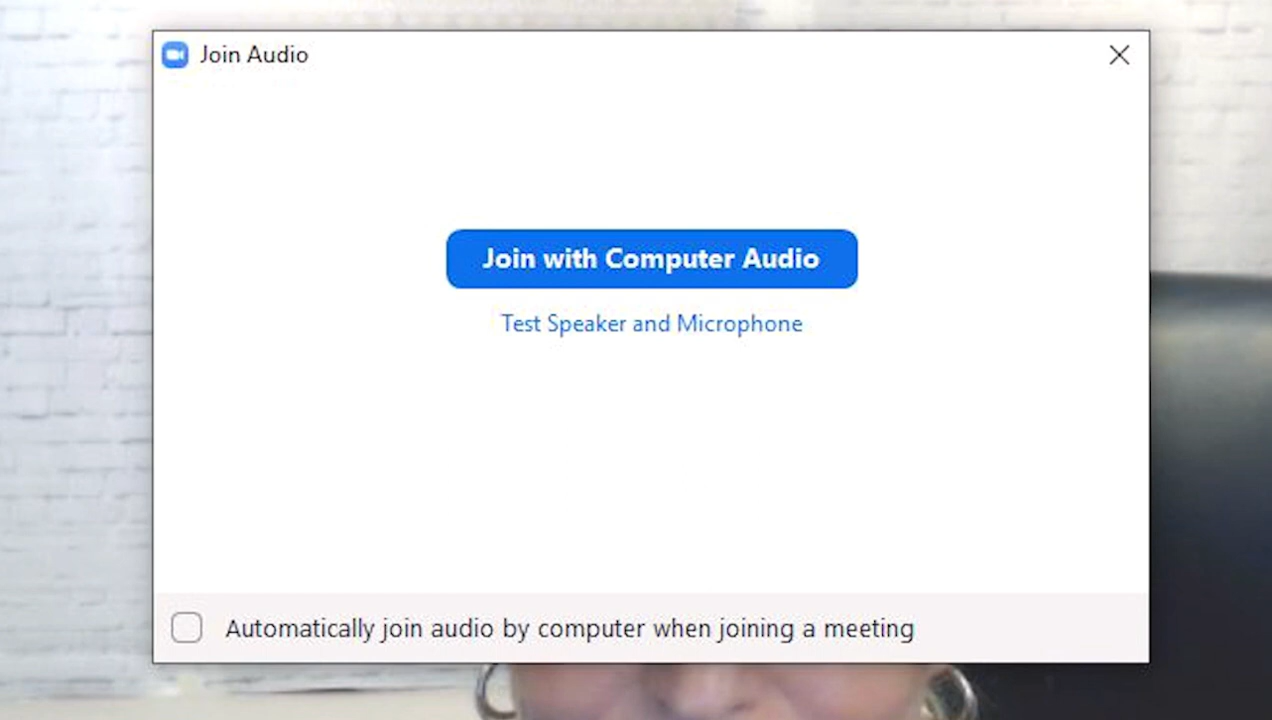 Join Audio
Join with Computer Audio
Test Speaker and Microphone
Automatically join audio by computer when joining a meeting